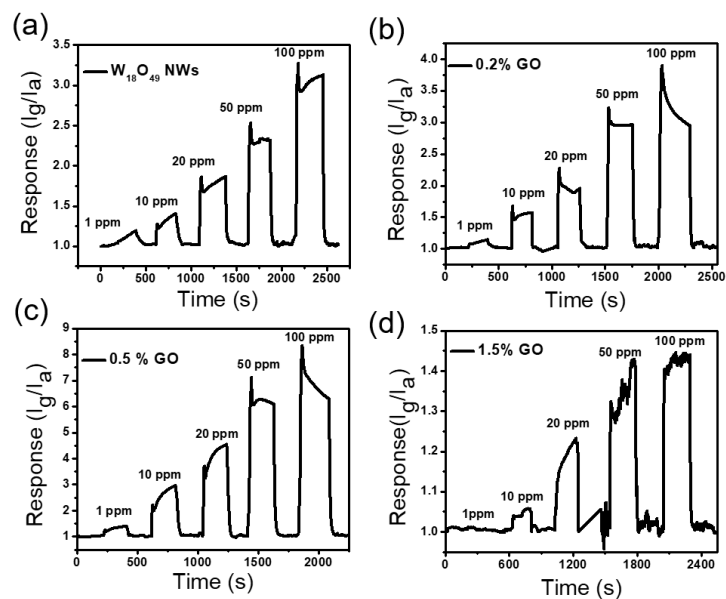 (a)
W18O49 NWs
1 ppm
10 ppm
20 ppm
50 ppm
100 ppm
3.5
3.0
2.5
2.0
1.5
1.0
Response (Ig/Ia)
0 500 1000 1500 2000 2500
Time (s)
(b)
0.2% GO
1 ppm
10 ppm
20 ppm
50 ppm
100 ppm
4.0
3.5
3.0
2.5
2.0
1.5
1.0
Response (Ig/Ia)
0 500 1000 1500 2000 2500
Time (s)
(c)
0.5 % GO
1 ppm
10 ppm
20 ppm
50 ppm
100 ppm
9
8
7
6
5
4
3
2
1
0
Response (Ig/Ia)
0 500 1000 1500 2000
Time (s)
(d)
1.5% GO
1ppm
10 ppm
20 ppm
50 ppm
100 ppm
1.5
1.4
1.3
1.2
1.1
1.0
Response(Ig/Ia)
0 600 1200 1800 2400
Time (s)